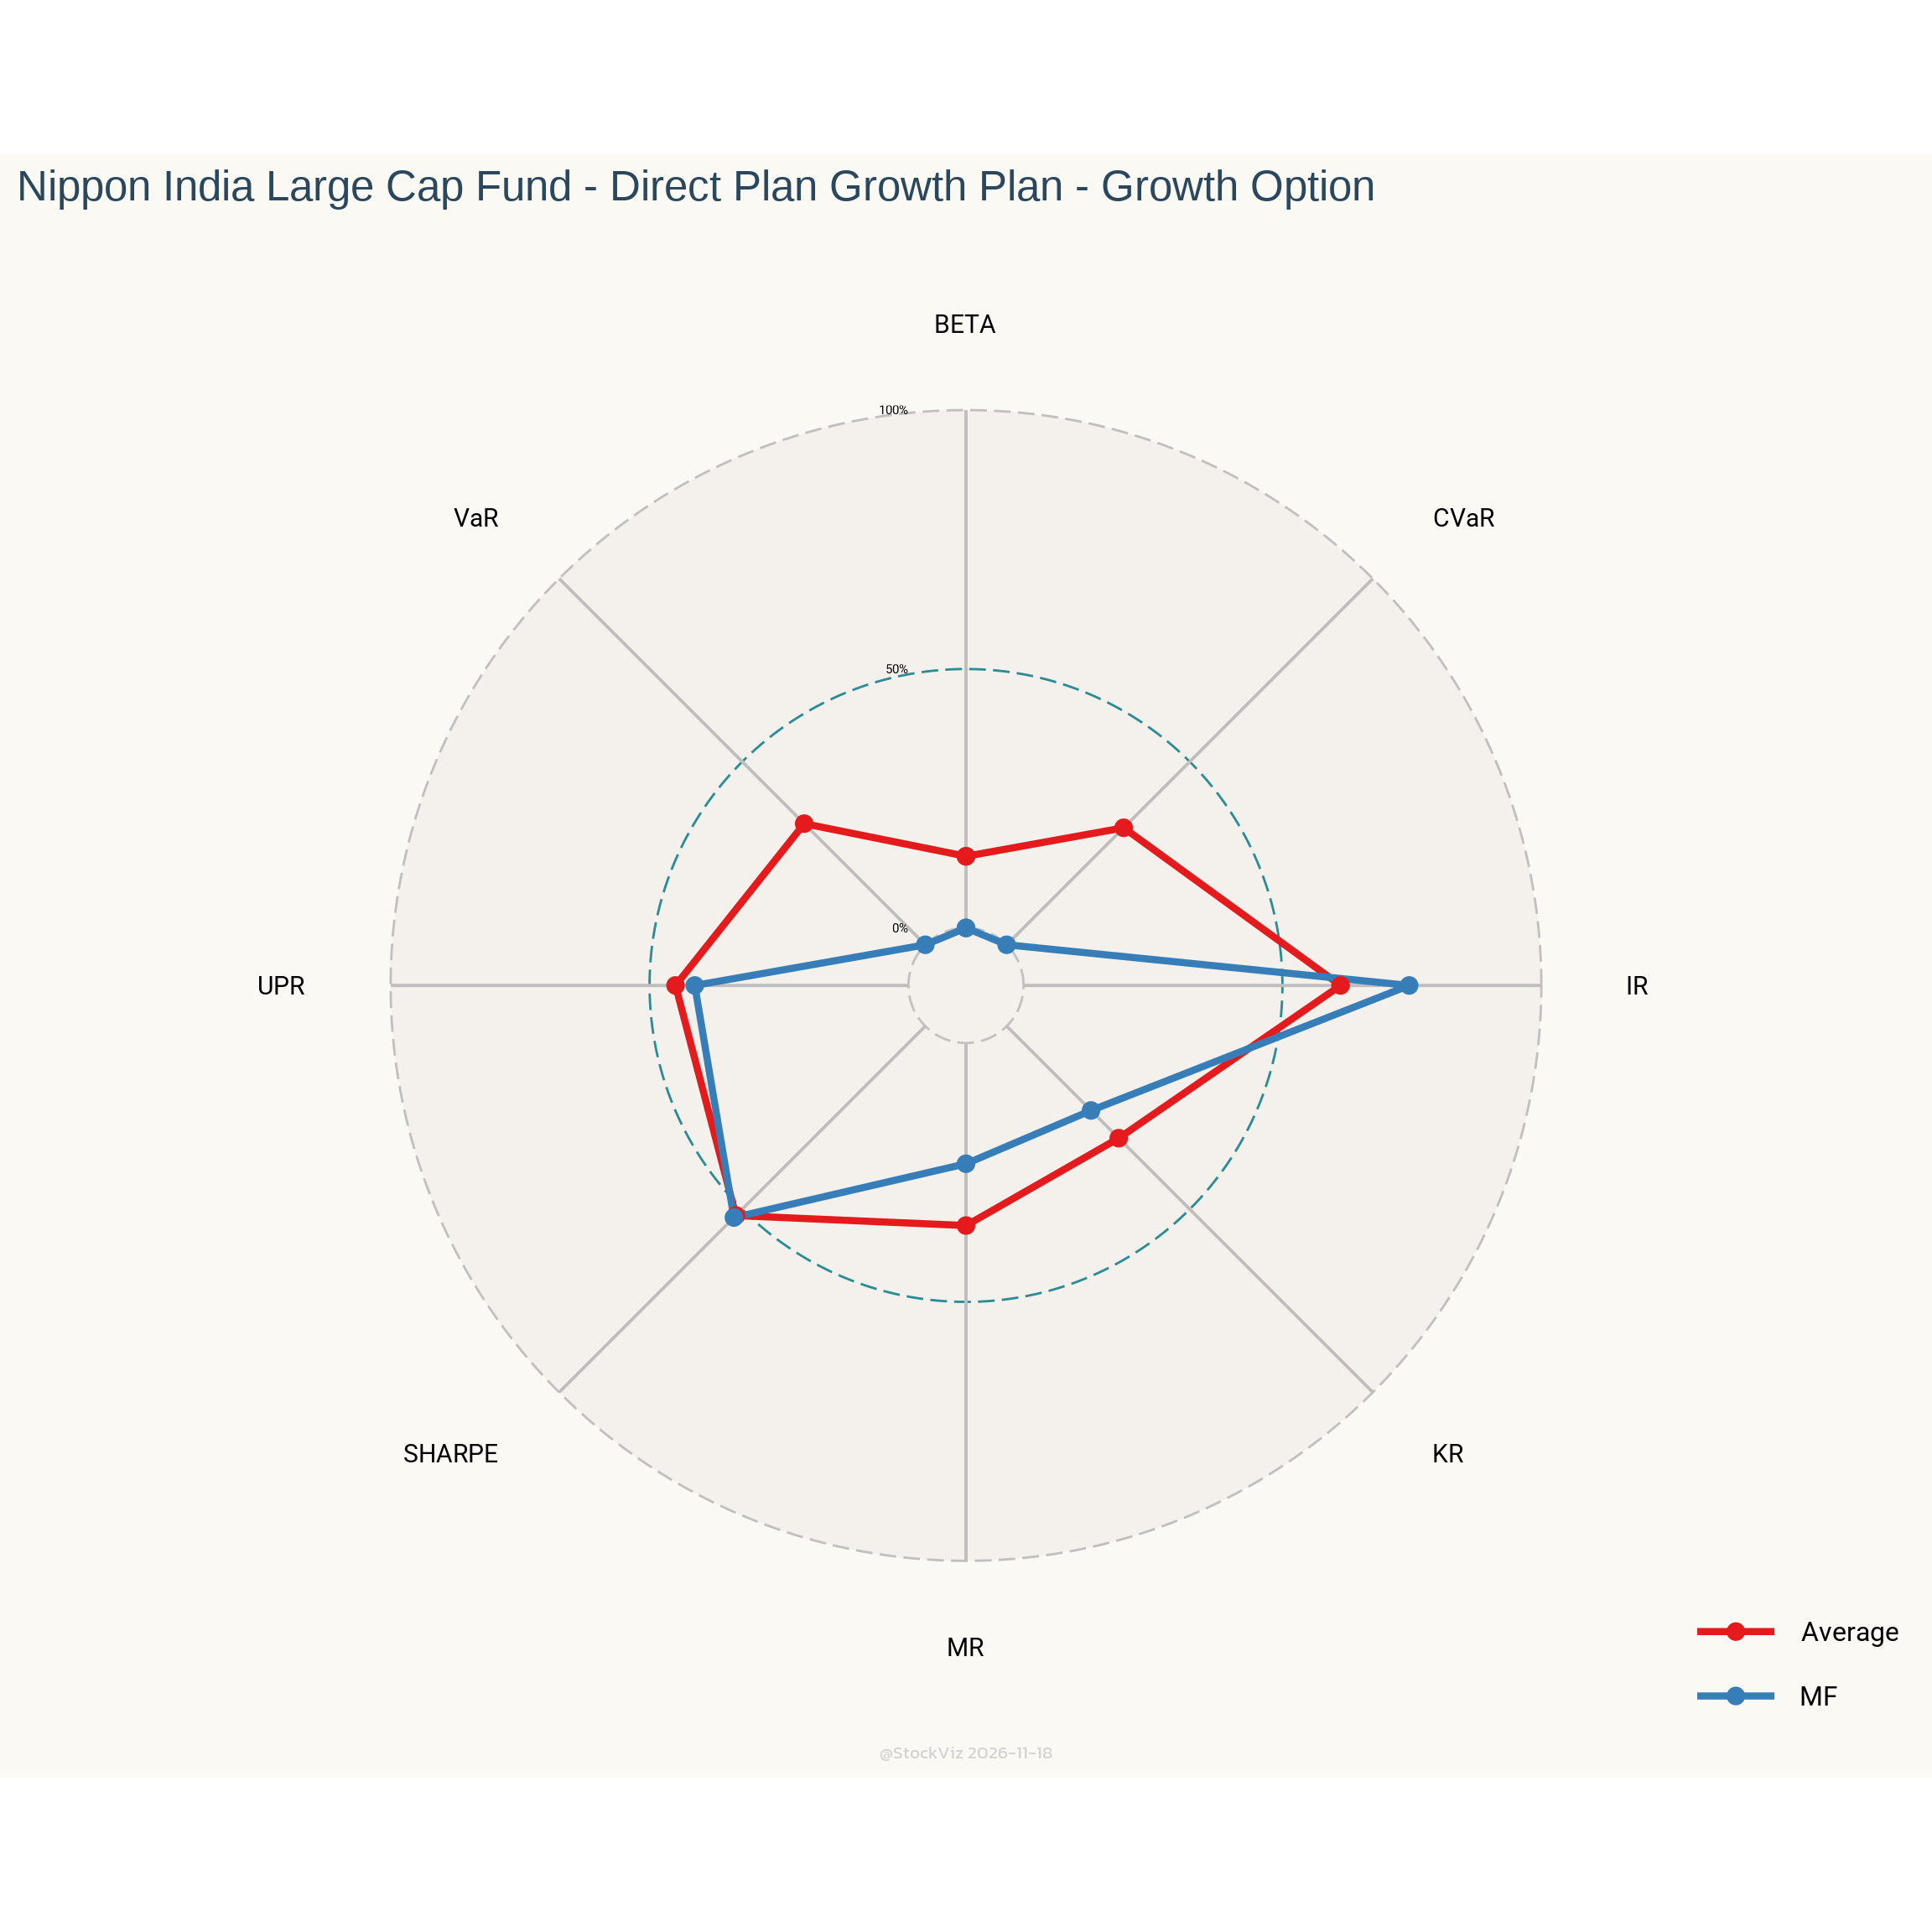 Nippon India Large Cap Fund - Direct Plan Growth Plan - Growth Option
BETA
100%
VaR
CVaR
50%
0%
UPR
IR
SHARPE
KR
MR
Average
MF
@StockViz 2026-11-18